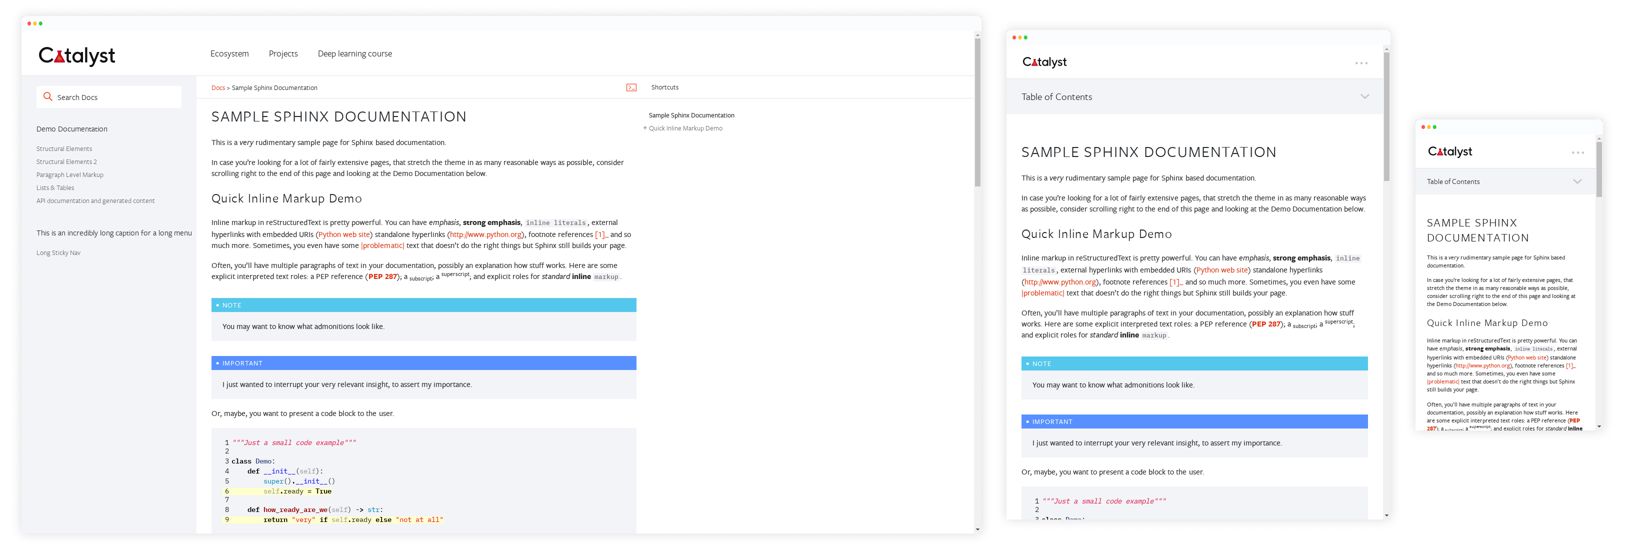 Catalyst
Ecosystem Projects Deep learning course
Search Docs
Demo Documentation
Structural Elements
Structural Elements 2
Paragraph Level Markup
Lists & Tables
API documentation and generated content
This is an incredibly long caption for a long menu
Long Sticky Nav
Docs > Sample Sphinx Documentation
SAMPLE SPHINX DOCUMENTATION
This is a very rudimentary sample page for Sphinx based documentation.
In case you're looking for a lot of fairly extensive pages, that stretch the theme in as many reasonable ways as possible, consider
scrolling right to the end of this page and looking at the Demo Documentation below.
Quick Inline Markup Demo
Inline markup in reStructuredText is pretty powerful. You can have emphasis, strong emphasis, inline literals, external
hyperlinks with embedded URIs (Python web site) standalone hyperlinks (http://www.python.org), footnote references [1]_, and so
much more. Sometimes, you even have some |problematic| text that doesn't do the right things but Sphinx still builds your page.
Often, you'll have multiple paragraphs of text in your documentation, possibly an explanation how stuff works. Here are some
explicit interpreted text roles: a PEP reference (PEP 287); a subscript; a superscript, and explicit roles for standard inline markup.
NOTE
You may want to know what admonitions look like.
IMPORTANT
I just wanted to interrupt your very relevant insight, to assert my importance.
Or, maybe, you want to present a code block to the user.
1 """Just a small code example"""
2
3 class Demo:
4     def __init__(self):
5         super().__init__()
6         self.ready = True
7
8     def how_ready_are_we(self) -> str:
9         return "very" if self.ready else "not at all"
Shortcuts
Sample Sphinx Documentation
+ Quick Inline Markup Demo
Catalyst
Table of Contents
SAMPLE SPHINX DOCUMENTATION
This is a very rudimentary sample page for Sphinx based documentation.
In case you're looking for a lot of fairly extensive pages, that stretch the theme in as many reasonable ways
as possible, consider scrolling right to the end of this page and looking at the Demo Documentation below.
Quick Inline Markup Demo
Inline markup in reStructuredText is pretty powerful. You can have emphasis, strong emphasis, inline
literals, external hyperlinks with embedded URIs (Python web site) standalone hyperlinks
(http://www.python.org), footnote references [1]_, and so much more. Sometimes, you even have some
|problematic| text that doesn't do the right things but Sphinx still builds your page.
Often, you'll have multiple paragraphs of text in your documentation, possibly an explanation how stuff
works. Here are some explicit interpreted text roles: a PEP reference (PEP 287); a subscript; a superscript,
and explicit roles for standard inline markup.
NOTE
You may want to know what admonitions look like.
IMPORTANT
I just wanted to interrupt your very relevant insight, to assert my importance.
Or, maybe, you want to present a code block to the user.
1 """Just a small code example"""
2
3 class Demo:
Catalyst
Table of Contents
SAMPLE SPHINX
DOCUMENTATION
This is a very rudimentary sample page for Sphinx based
documentation.
In case you're looking for a lot of fairly extensive pages, that
stretch the theme in as many reasonable ways as possible,
consider scrolling right to the end of this page and looking at
the Demo Documentation below.
Quick Inline Markup Demo
Inline markup in reStructuredText is pretty powerful. You can
have emphasis, strong emphasis, inline literals, external
hyperlinks with embedded URIs (Python web site) standalone
hyperlinks (http://www.python.org), footnote references [1]_,
and so much more. Sometimes, you even have some
|problematic| text that doesn't do the right things but Sphinx
still builds your page.
Often, you'll have multiple paragraphs of text in your
documentation, possibly an explanation how stuff works. Here
are some explicit interpreted text roles: a PEP reference (PEP
287); a subscript; a superscript, and explicit roles for standard inline